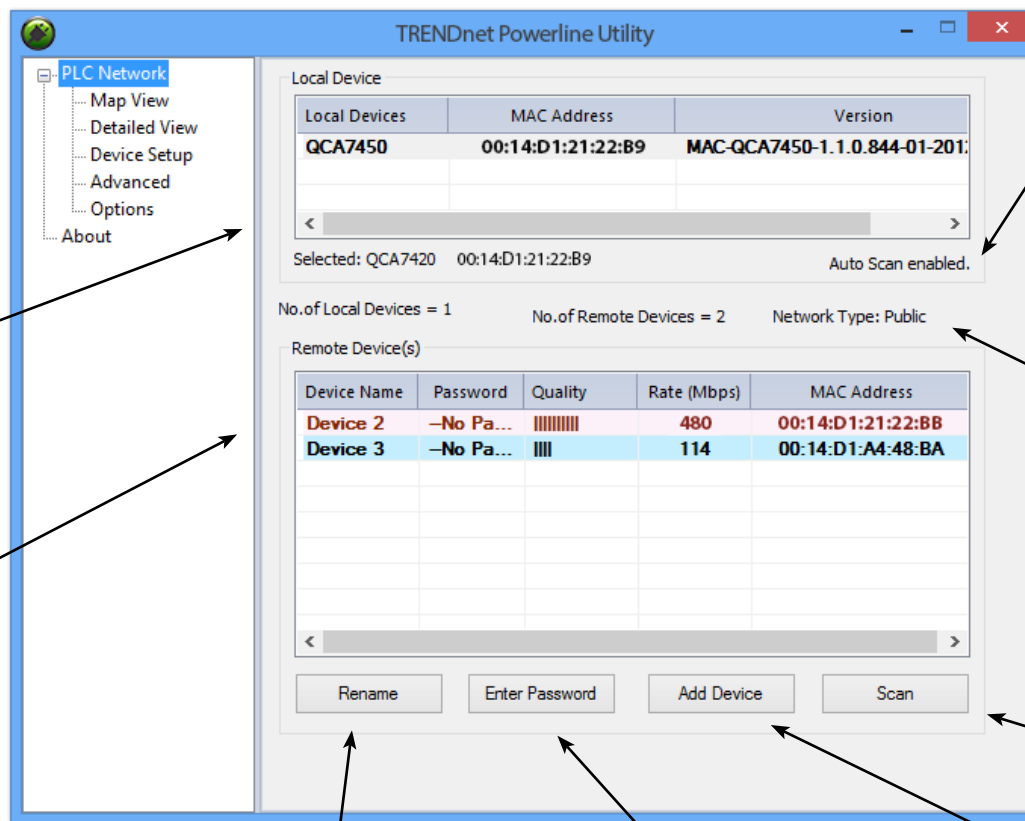 TRENDnet Powerline Utility
PLC Network
Map View
Detailed View
Device Setup
Advanced
Options
About
Local Device
Local Devices MAC Address Version
QCA7450 00:14:D1:21:22:B9 MAC-QCA7450-1.1.0.844-01-201
Selected: QCA7420 00:14:D1:21:22:B9 Auto Scan enabled.
No.of Local Devices = 1 No.of Remote Devices = 2 Network Type: Public
Remote Device(s)
Device Name Password Quality Rate (Mbps) MAC Address
Device 2 –No Pa... 480 00:14:D1:21:22:BB
Device 3 –No Pa... 114 00:14:D1:A4:48:BA
Rename Enter Password Add Device Scan